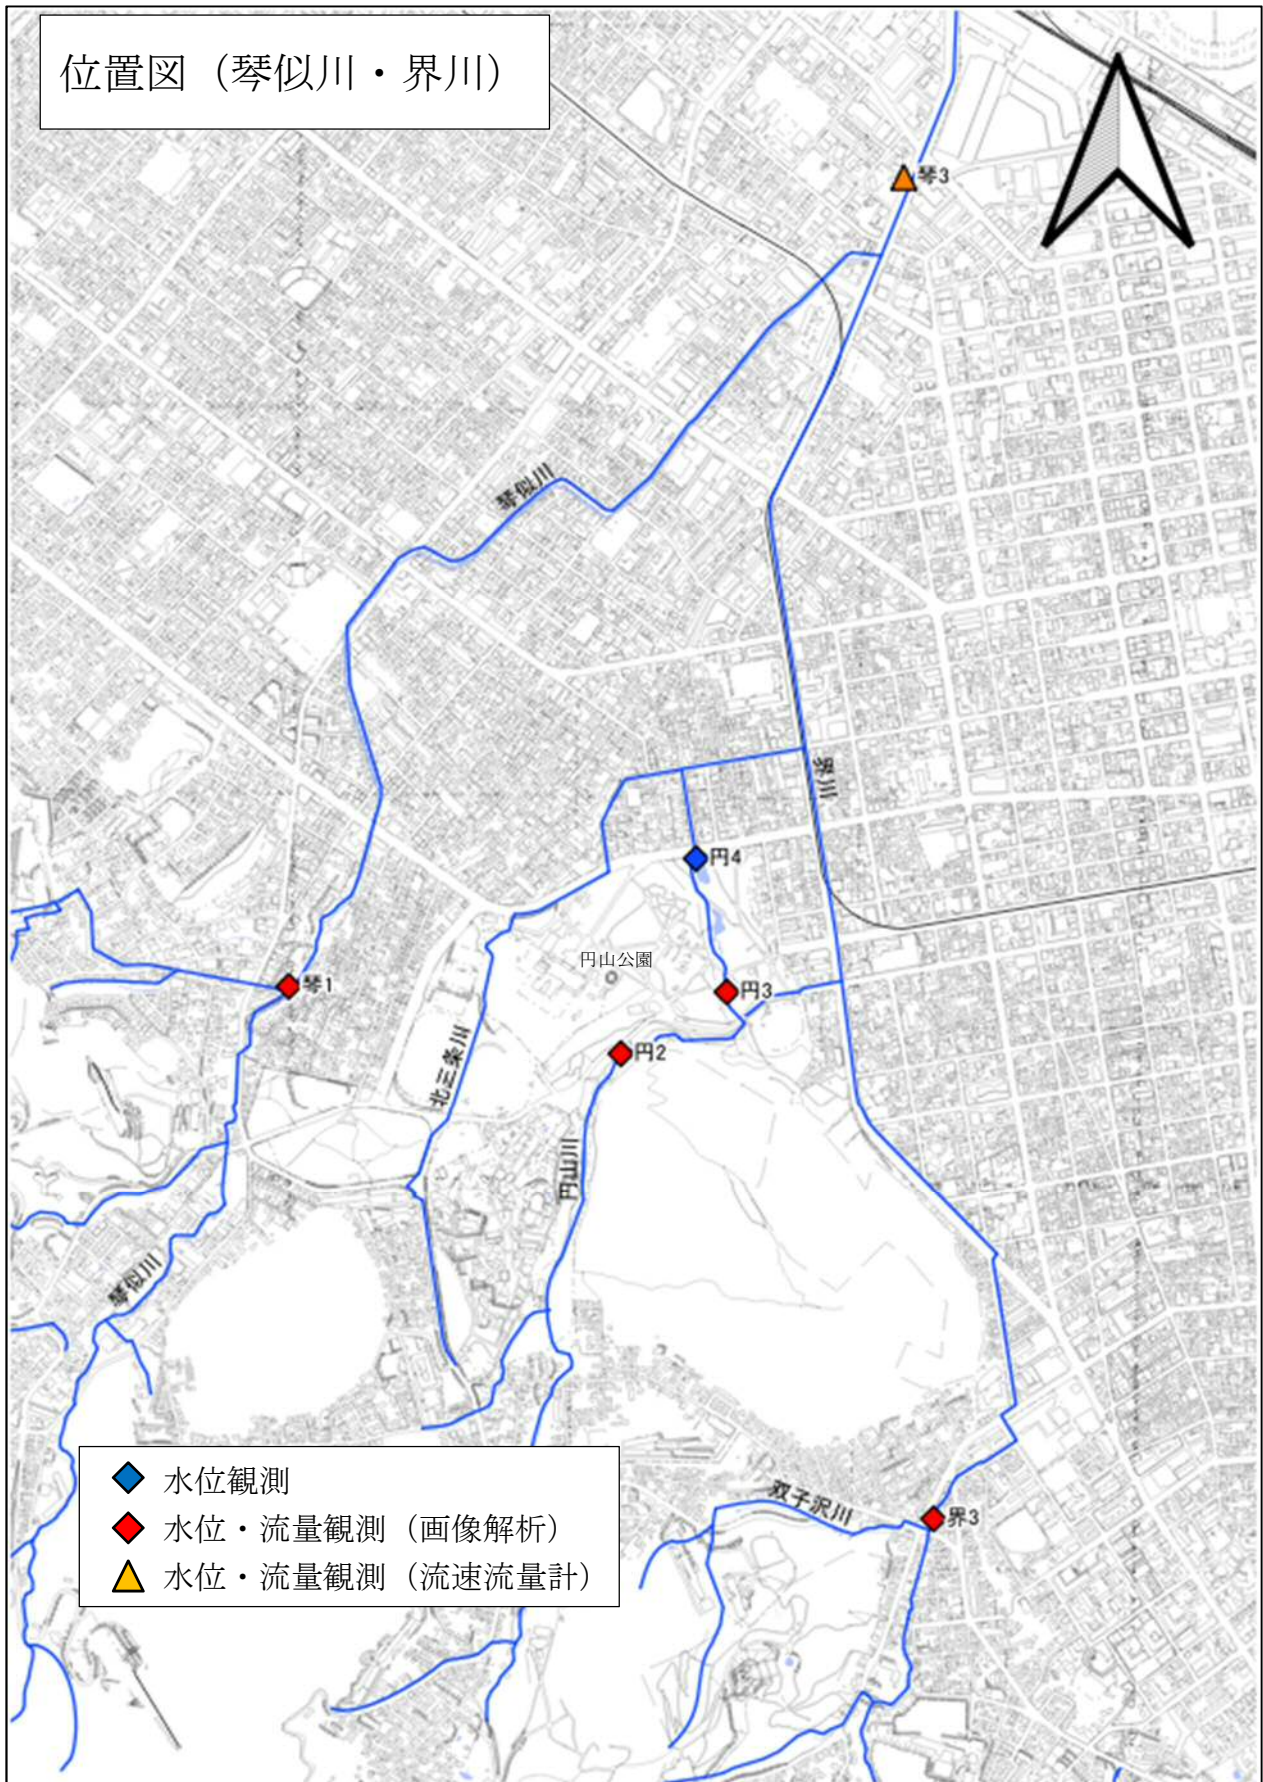 位置図（琴似川・界川）
琴3
琴似川
界川
円4
円山公園
円3
琴1
円2
北三条川
円山川
琴似川
双子沢川
界3
水位観測
水位・流量観測（画像解析）
水位・流量観測（流速流量計）